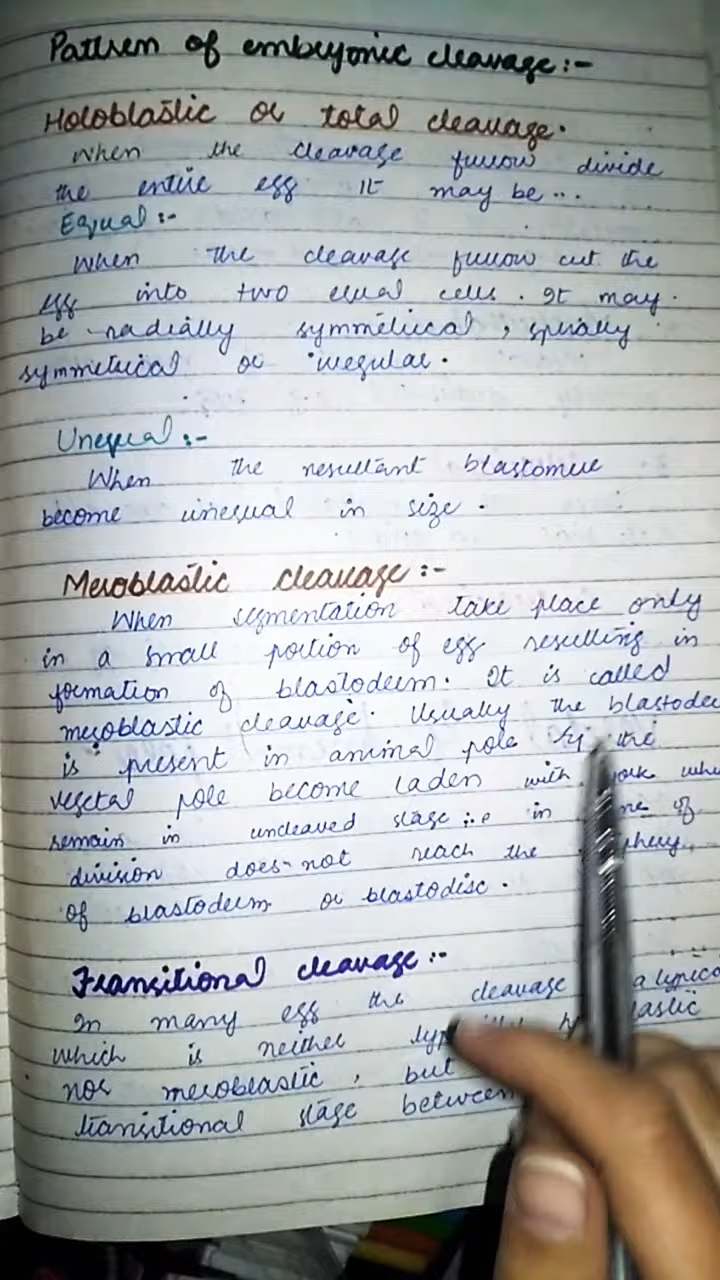 Pattren of embryonic cleavage:-
Holoblastic or total cleavage.
When the cleavage furrow divide
the entire egg it may be...
Equal:-
When the cleavage furrow cut the
egg into two equal cells. It may
be radially symmetrical, spirally
symmetrical or irregular.
Unequal:-
When the resultant blastomere
become unequal in size.
Meroblastic cleavage:-
When segmentation take place only
in a small portion of egg resulting in
formation of blastoderm. It is called
meroblastic cleavage. Usually the blastode
is present in animal pole the
vegetal pole become laden with whi
remain in uncleaved stage i.e in of
division does not reach the
of blastoderm or blastodisc.
Transitional cleavage:-
In many egg the cleavage
which is neither
nor meroblastic, but
transitional stage between